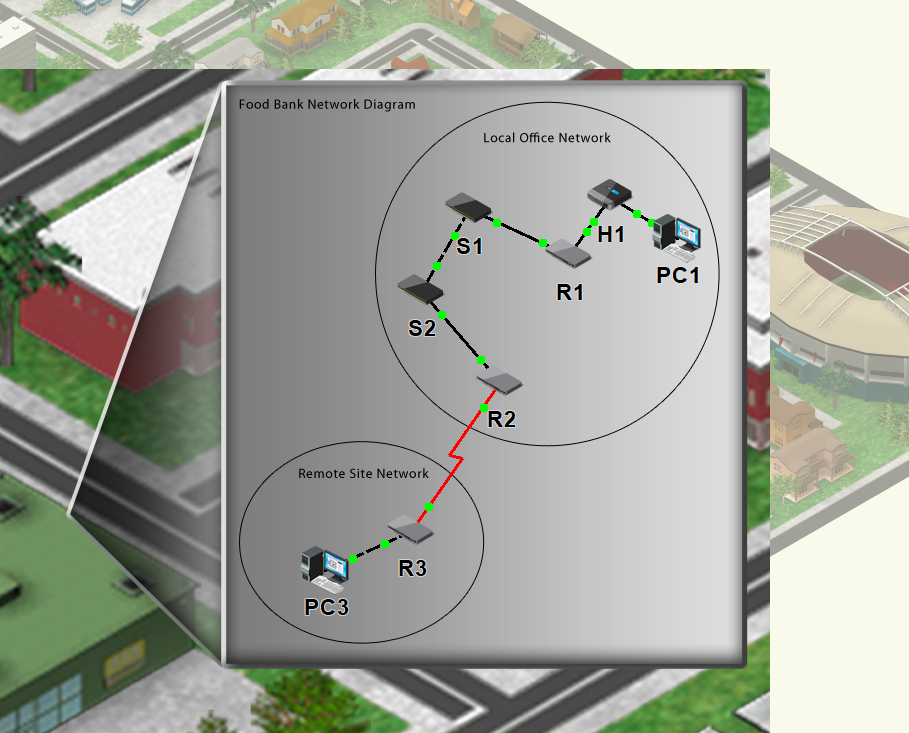 Food Bank Network Diagram
Local Office Network
S1
H1
PC1
R1
S2
R2
Remote Site Network
R3
PC3